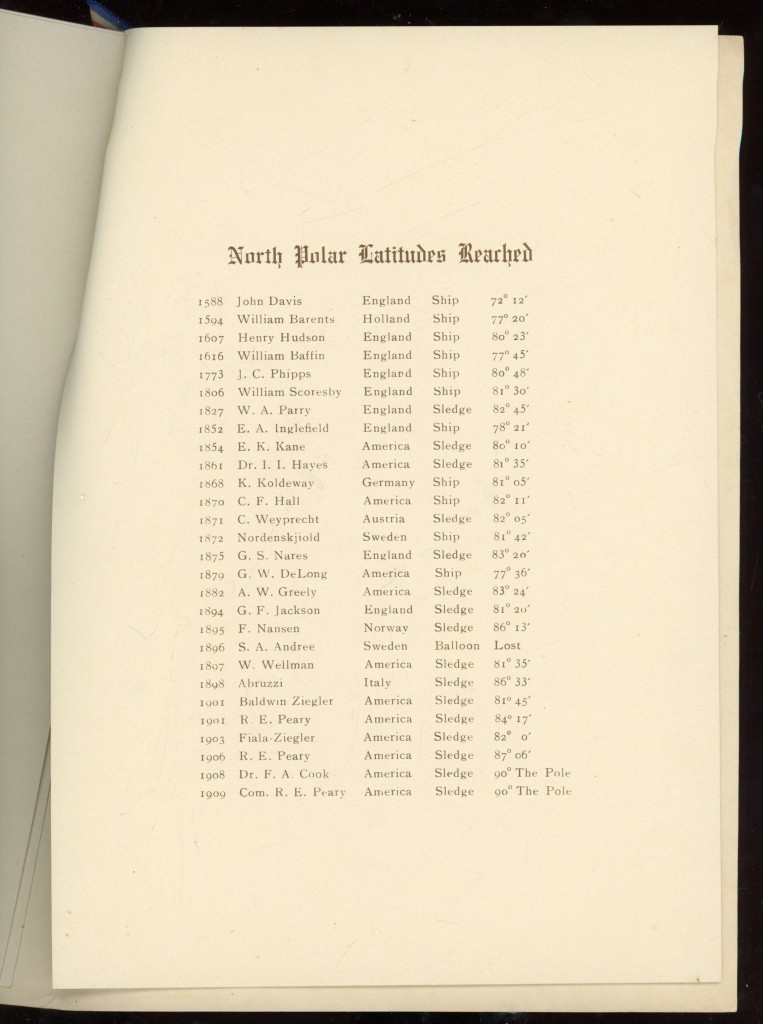 North Polar Latitudes Reached
1588 John Davis England Ship 72° 12′
1594 William Barents Holland Ship 77° 20′
1607 Henry Hudson England Ship 80° 23′
1616 William Baffin England Ship 77° 45′
1773 J. C. Phipps England Ship 80° 48′
1806 William Scoresby England Ship 81° 30′
1827 W. A. Parry England Sledge 82° 45′
1852 E. A. Inglefield England Ship 78° 21′
1854 E. K. Kane America Sledge 80° 10′
1861 Dr. I. I. Hayes America Sledge 81° 35′
1868 K. Koldeway Germany Ship 81° 05′
1870 C. F. Hall America Ship 82° 11′
1871 C. Weyprecht Austria Sledge 82° 05′
1872 Nordenskjiold Sweden Ship 81° 42′
1875 G. S. Nares England Sledge 83° 20′
1879 G. W. DeLong America Ship 77° 36′
1882 A. W. Greely America Sledge 83° 24′
1894 G. F. Jackson England Sledge 81° 20′
1895 F. Nansen Norway Sledge 86° 13′
1896 S. A. Andree Sweden Balloon Lost
1897 W. Wellman America Sledge 81° 35′
1898 Abruzzi Italy Sledge 86° 33′
1901 Baldwin Ziegler America Sledge 81° 45′
1901 R. E. Peary America Sledge 84° 17′
1903 Fiala-Ziegler America Sledge 82° 0′
1906 R. E. Peary America Sledge 87° 06′
1908 Dr. F. A. Cook America Sledge 90° The Pole
1909 Com. R. E. Peary America Sledge 90° The Pole